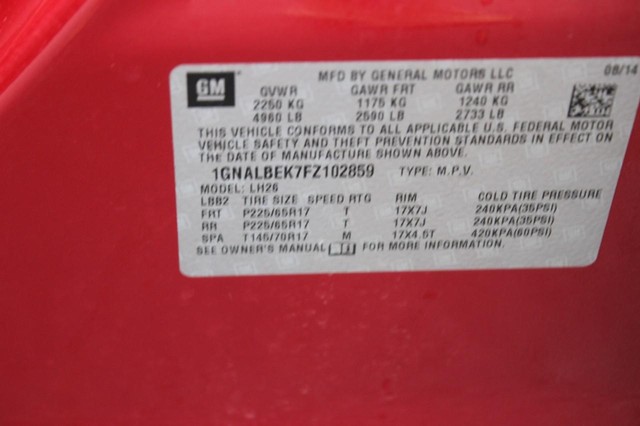 GM
MFD BY GENERAL MOTORS LLC 08/14
GVWR GAWR FRT GAWR RR
2250 KG 1175 KG 1240 KG
4960 LB 2590 LB 2733 LB
THIS VEHICLE CONFORMS TO ALL APPLICABLE U.S. FEDERAL MOTOR
VEHICLE SAFETY AND THEFT PREVENTION STANDARDS IN EFFECT ON
THE DATE OF MANUFACTURE SHOWN ABOVE.
1GNALBEK7FZ102859 TYPE: M.P.V.
MODEL: LH26
LBB2 TIRE SIZE SPEED RTG RIM COLD TIRE PRESSURE
FRT P225/65R17 T 17X7J 240KPA(35PSI)
RR P225/65R17 T 17X7J 240KPA(35PSI)
SPA T145/70R17 M 17X4.5T 420KPA(60PSI)
SEE OWNER'S MANUAL FOR MORE INFORMATION.